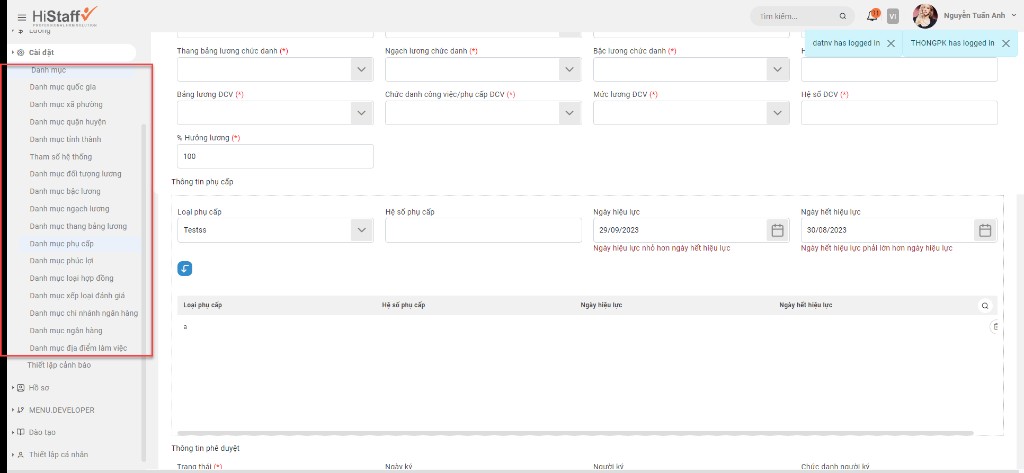 HiStaff
PROFESSIONAL HRM SOLUTION
Tìm kiếm...
11
VI
Nguyễn Tuấn Anh
datnv has logged in
THONGPK has logged in
Lương
Cài đặt
Danh mục
Danh mục quốc gia
Danh mục xã phường
Danh mục quận huyện
Danh mục tỉnh thành
Tham số hệ thống
Danh mục đối tượng lương
Danh mục bậc lương
Danh mục ngạch lương
Danh mục thang bảng lương
Danh mục phụ cấp
Danh mục phúc lợi
Danh mục loại hợp đồng
Danh mục xếp loại đánh giá
Danh mục chi nhánh ngân hàng
Danh mục ngân hàng
Danh mục địa điểm làm việc
Thiết lập cảnh báo
Hồ sơ
MENU.DEVELOPER
Đào tạo
Thiết lập cá nhân
Thang bảng lương chức danh (*)
Ngạch lương chức danh (*)
Bậc lương chức danh (*)
Bảng lương ĐCV (*)
Chức danh công việc/phụ cấp ĐCV (*)
Mức lương ĐCV (*)
Hệ số ĐCV (*)
% Hưởng lương (*)
100
Thông tin phụ cấp
Loại phụ cấp
Hệ số phụ cấp
Ngày hiệu lực
Ngày hết hiệu lực
Testss
29/09/2023
30/08/2023
Ngày hiệu lực nhỏ hơn ngày hết hiệu lực
Ngày hết hiệu lực phải lớn hơn ngày hiệu lực
Loại phụ cấp
Hệ số phụ cấp
Ngày hiệu lực
Ngày hết hiệu lực
a
Thông tin phê duyệt
Trạng thái (*)
Ngày ký
Người ký
Chức danh người ký